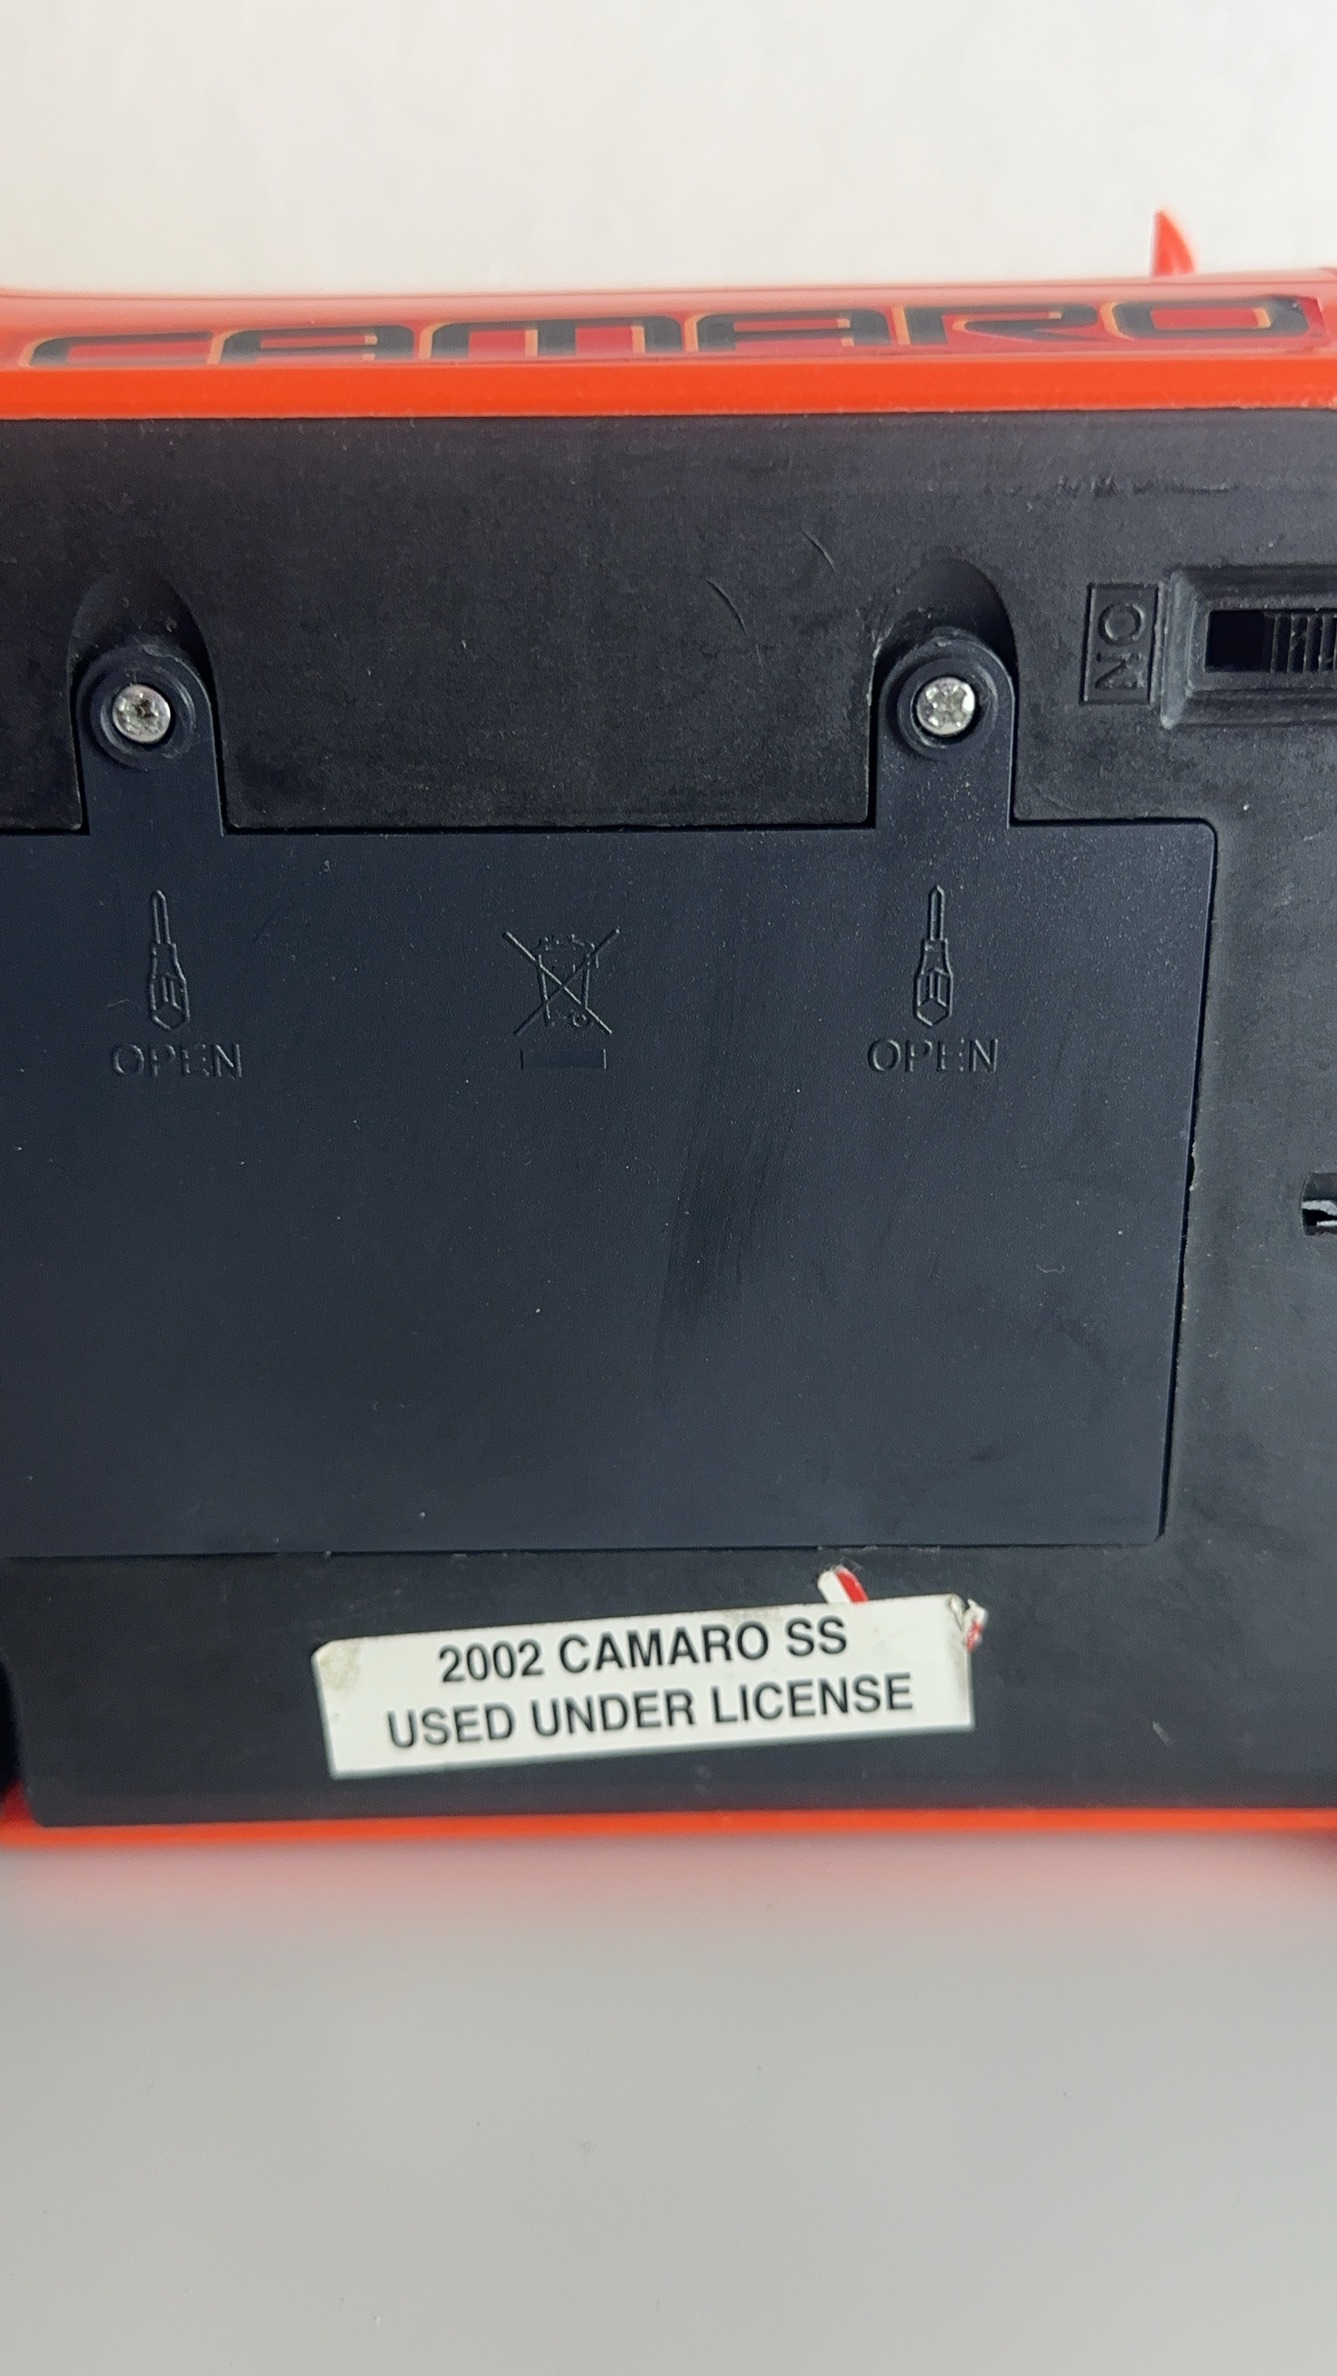 CAMARO
ON
OPEN
OPEN
2002 CAMARO SS
USED UNDER LICENSE